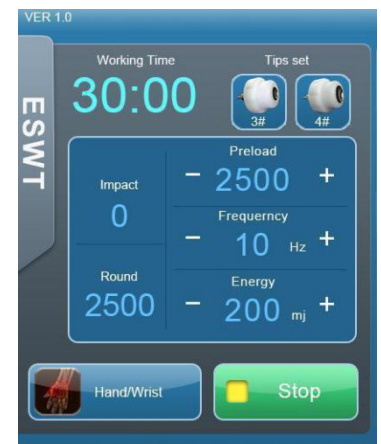 VER 1.0
ESWT
Working Time
30:00
Tips set
3#
4#
Impact
0
Round
2500
Preload
- 2500 +
Frequerncy
- 10 Hz +
Energy
- 200 mj +
Hand/Wrist
Stop